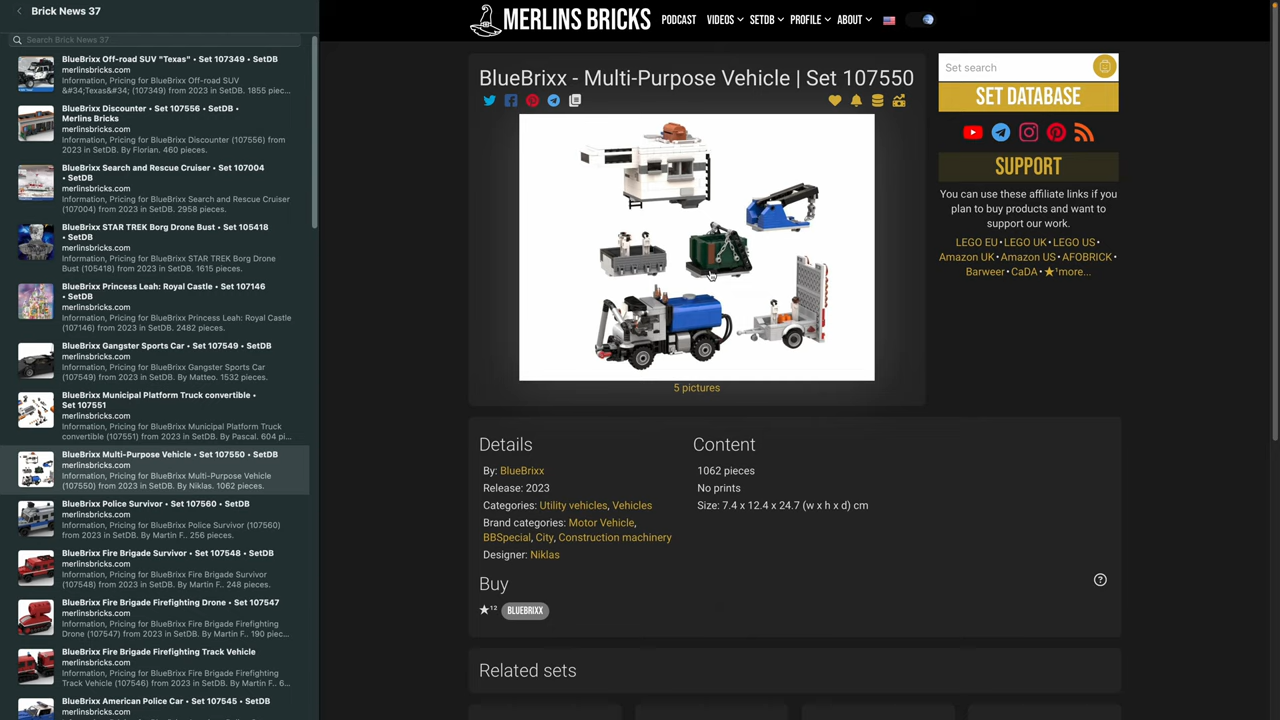 Brick News 37
Search Brick News 37
BlueBrixx Off-road SUV "Texas" • Set 107349 • SetDB
merlinsbricks.com
Information, Pricing for BlueBrixx Off-road SUV
&#34;Texas&#34; (107349) from 2023 in SetDB. 1855 piec...
BlueBrixx Discounter • Set 107556 • SetDB •
Merlins Bricks
merlinsbricks.com
Information, Pricing for BlueBrixx Discounter (107556) from
2023 in SetDB. By Florian. 460 pieces.
BlueBrixx Search and Rescue Cruiser • Set 107004
• SetDB
merlinsbricks.com
Information, Pricing for BlueBrixx Search and Rescue Cruiser
(107004) from 2023 in SetDB. 2958 pieces.
BlueBrixx STAR TREK Borg Drone Bust • Set 105418
• SetDB
merlinsbricks.com
Information, Pricing for BlueBrixx STAR TREK Borg Drone
Bust (105418) from 2023 in SetDB. 1615 pieces.
BlueBrixx Princess Leah: Royal Castle • Set 107146
• SetDB
merlinsbricks.com
Information, Pricing for BlueBrixx Princess Leah: Royal Castle
(107146) from 2023 in SetDB. 2482 pieces.
BlueBrixx Gangster Sports Car • Set 107549 • SetDB
merlinsbricks.com
Information, Pricing for BlueBrixx Gangster Sports Car
(107549) from 2023 in SetDB. By Matteo. 1532 pieces.
BlueBrixx Municipal Platform Truck convertible •
Set 107551
merlinsbricks.com
Information, Pricing for BlueBrixx Municipal Platform Truck
convertible (107551) from 2023 in SetDB. By Pascal. 604 pi...
BlueBrixx Multi-Purpose Vehicle • Set 107550 • SetDB
merlinsbricks.com
Information, Pricing for BlueBrixx Multi-Purpose Vehicle
(107550) from 2023 in SetDB. By Niklas. 1062 pieces.
BlueBrixx Police Survivor • Set 107560 • SetDB
merlinsbricks.com
Information, Pricing for BlueBrixx Police Survivor (107560)
from 2023 in SetDB. By Martin F.. 256 pieces.
BlueBrixx Fire Brigade Survivor • Set 107548 • SetDB
merlinsbricks.com
Information, Pricing for BlueBrixx Fire Brigade Survivor
(107548) from 2023 in SetDB. By Martin F.. 248 pieces.
BlueBrixx Fire Brigade Firefighting Drone • Set 107547
merlinsbricks.com
Information, Pricing for BlueBrixx Fire Brigade Firefighting
Drone (107547) from 2023 in SetDB. By Martin F.. 190 piec...
BlueBrixx Fire Brigade Firefighting Track Vehicle
merlinsbricks.com
Information, Pricing for BlueBrixx Fire Brigade Firefighting
Track Vehicle (107546) from 2023 in SetDB. By Martin F.. 6...
BlueBrixx American Police Car • Set 107545 • SetDB
merlinsbricks.com
MERLINS BRICKS
PODCAST VIDEOS SETDB PROFILE ABOUT
BlueBrixx - Multi-Purpose Vehicle | Set 107550
5 pictures
Details
By: BlueBrixx
Release: 2023
Categories: Utility vehicles, Vehicles
Brand categories: Motor Vehicle,
BBSpecial, City, Construction machinery
Designer: Niklas
Content
1062 pieces
No prints
Size: 7.4 x 12.4 x 24.7 (w x h x d) cm
Buy
★¹² BLUEBRIXX
Related sets
Set search
SET DATABASE
SUPPORT
You can use these affiliate links if you
plan to buy products and want to
support our work.
LEGO EU • LEGO UK • LEGO US •
Amazon UK • Amazon US • AFOBRICK •
Barweer • CaDA • ★¹more...